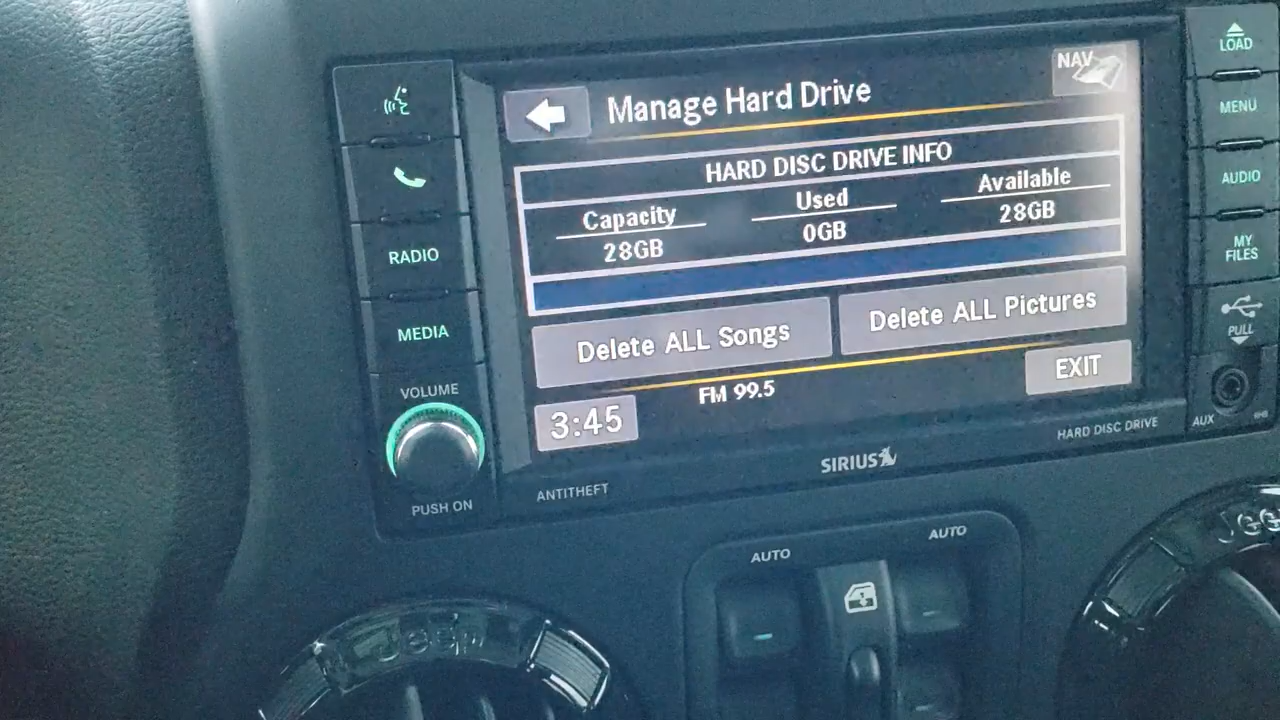 LOAD
NAV
Manage Hard Drive
MENU
HARD DISC DRIVE INFO
Capacity Used Available
28GB 0GB 28GB
AUDIO
RADIO
MY
FILES
Delete ALL Songs Delete ALL Pictures
MEDIA
PULL
EXIT
VOLUME
FM 99.5
3:45
AUX
HARD DISC DRIVE
SIRIUS
ANTITHEFT
PUSH ON
AUTO AUTO
Jeep
Jee